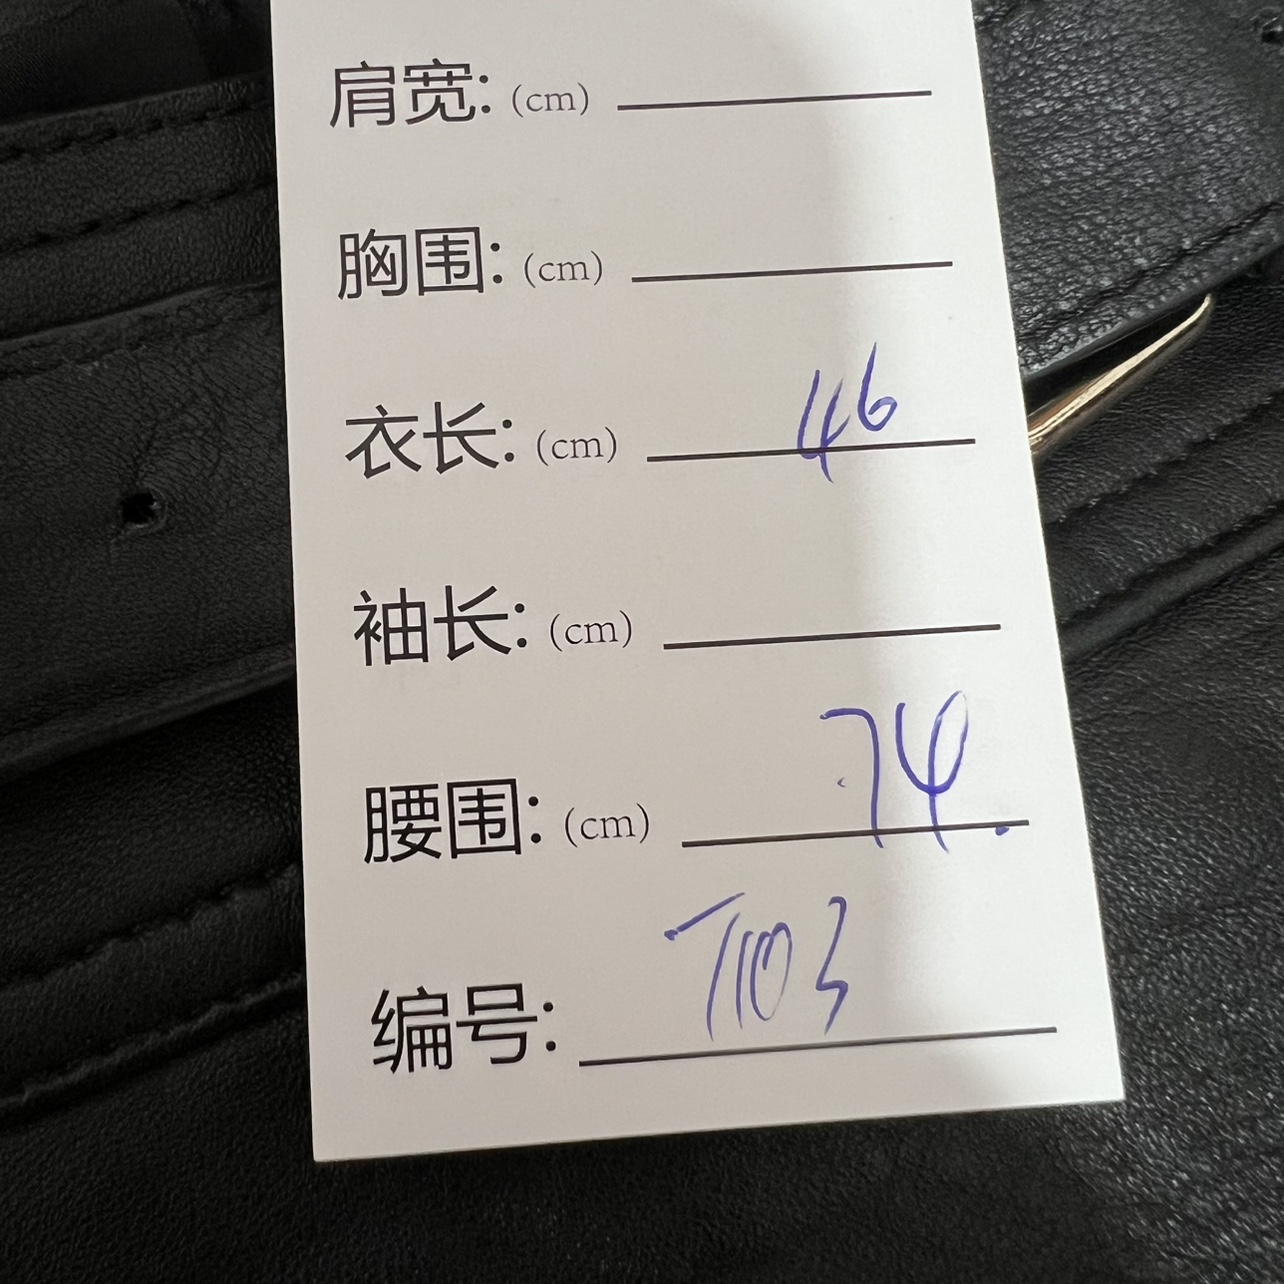 肩宽: (cm)
胸围: (cm)
衣长: (cm) 46
袖长: (cm)
腰围: (cm) 74.
编号: T103